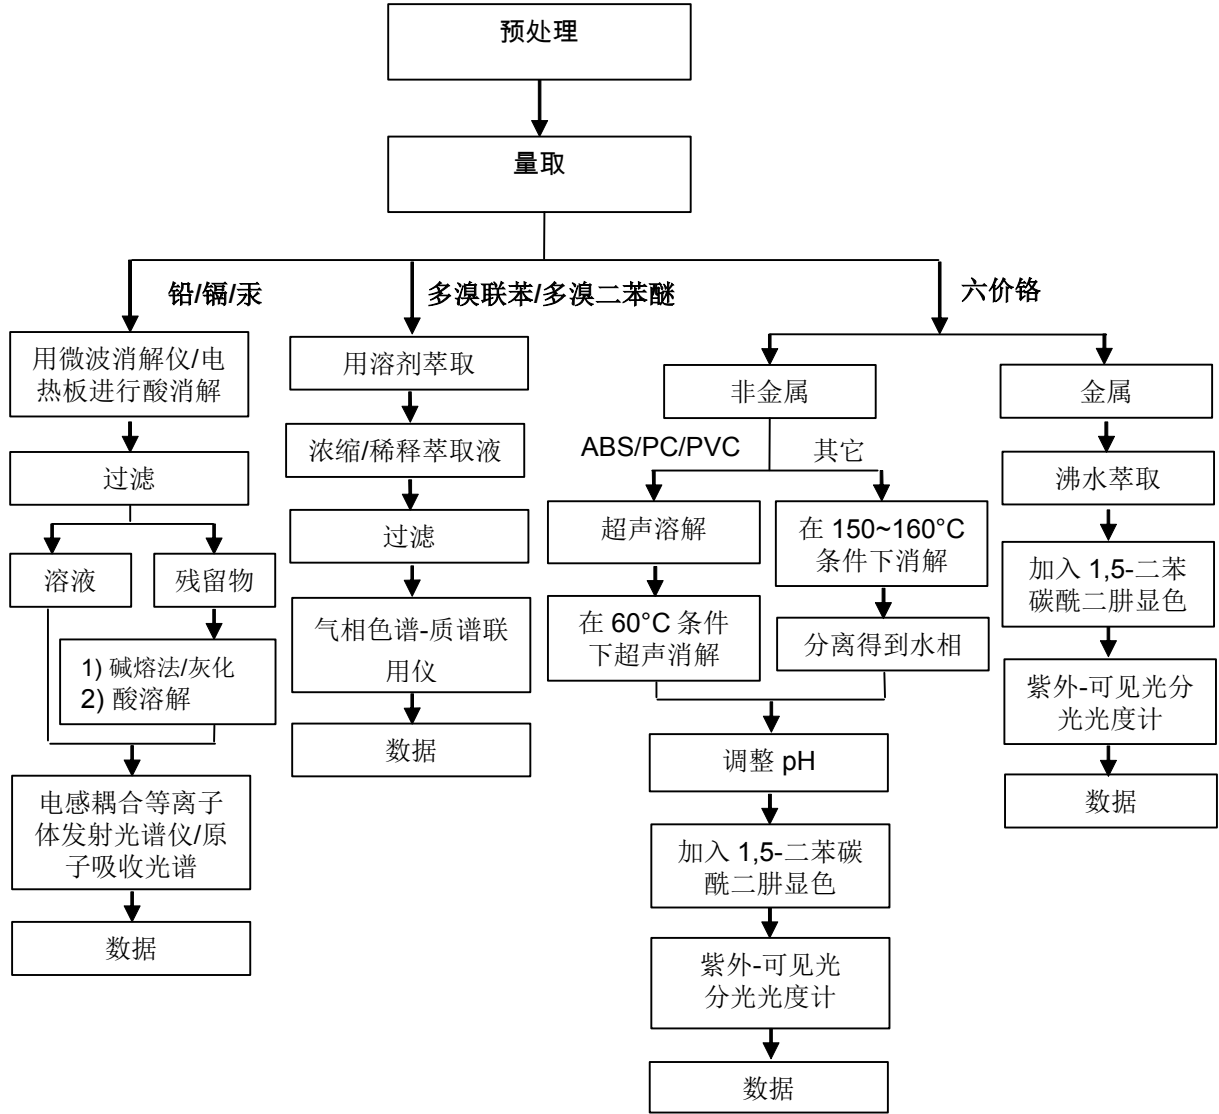 预处理
量取
铅/镉/汞
多溴联苯/多溴二苯醚
六价铬
用微波消解仪/电
热板进行酸消解
过滤
溶液
残留物
1) 碱熔法/灰化
2) 酸溶解
电感耦合等离子
体发射光谱仪/原
子吸收光谱
数据
用溶剂萃取
浓缩/稀释萃取液
过滤
气相色谱-质谱联
用仪
数据
非金属
ABS/PC/PVC
其它
超声溶解
在 60°C 条件
下超声消解
在 150~160°C
条件下消解
分离得到水相
调整 pH
加入 1,5-二苯碳
酰二肼显色
紫外-可见光
分光光度计
数据
金属
沸水萃取
加入 1,5-二苯
碳酰二肼显色
紫外-可见光分
光光度计
数据